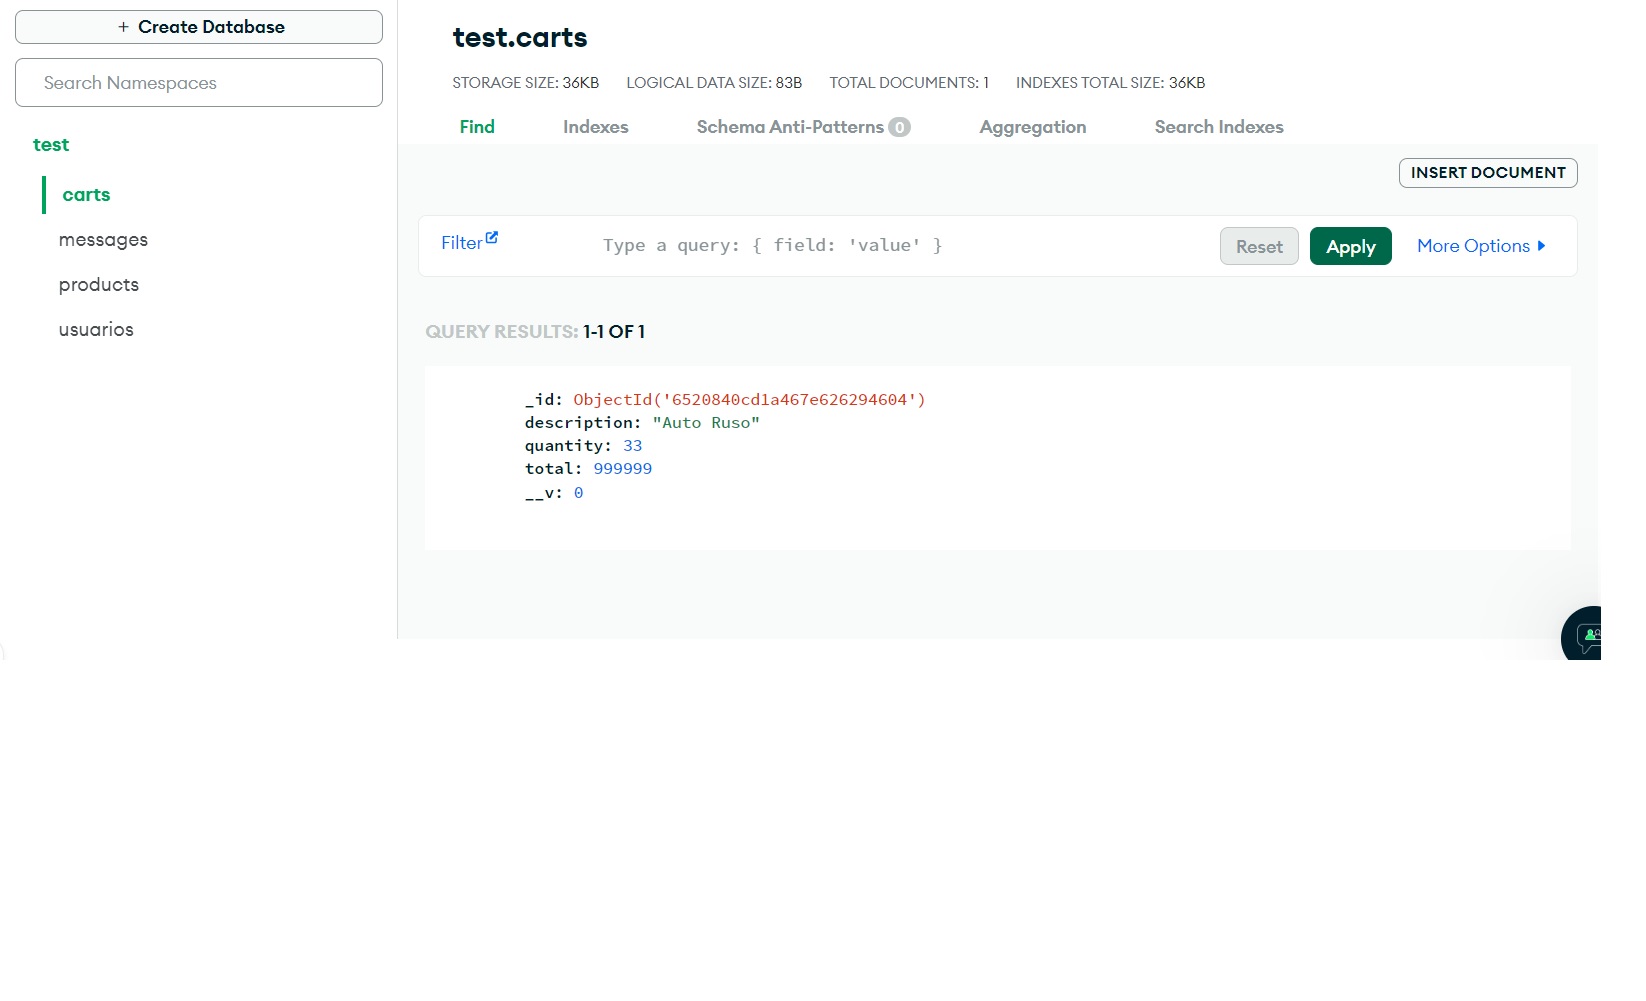 + Create Database
Search Namespaces
test
carts
messages
products
usuarios
test.carts
STORAGE SIZE: 36KB LOGICAL DATA SIZE: 83B TOTAL DOCUMENTS: 1 INDEXES TOTAL SIZE: 36KB
Find Indexes Schema Anti-Patterns 0 Aggregation Search Indexes
INSERT DOCUMENT
Filter Type a query: { field: 'value' } Reset Apply More Options
QUERY RESULTS: 1-1 OF 1
_id: ObjectId('6520840cd1a467e626294604')
description: "Auto Ruso"
quantity: 33
total: 999999
__v: 0